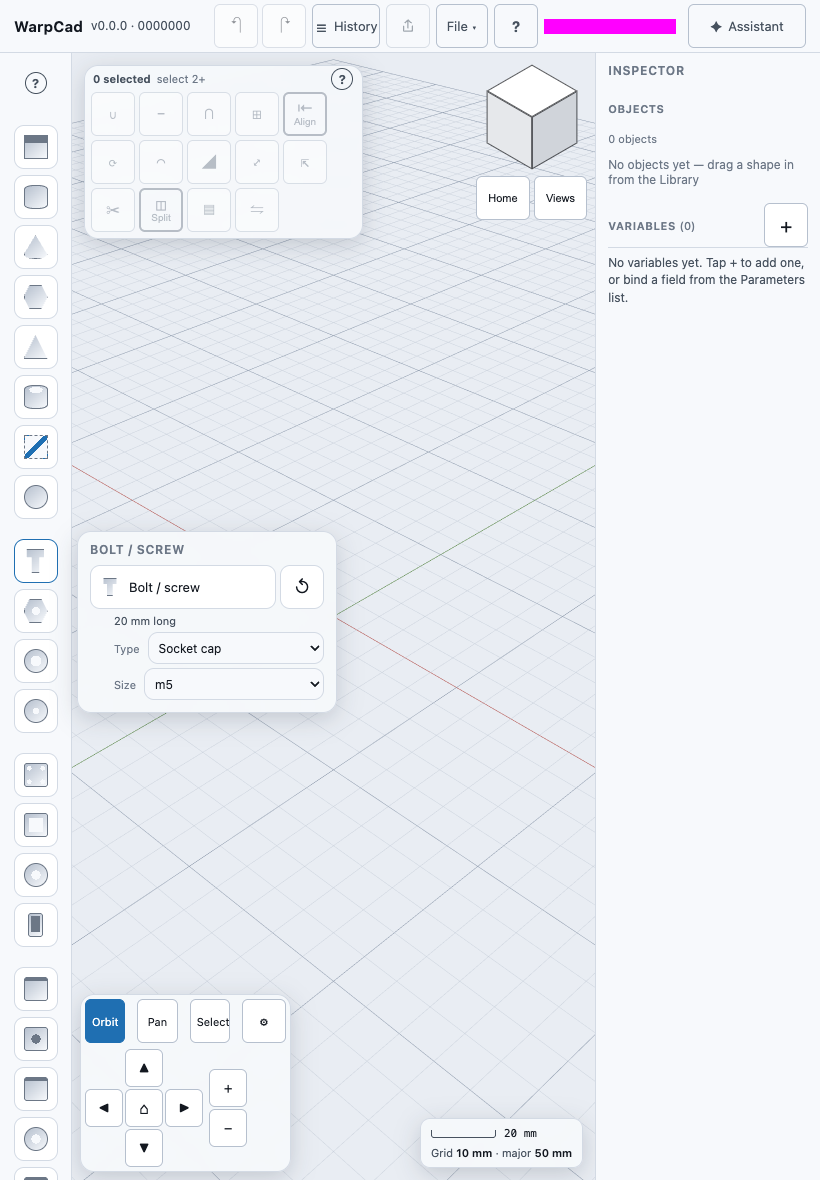 WarpCad v0.0.0 · 0000000
History
File
?
Assistant
?
0 selected select 2+
?
Align
Split
Home
Views
INSPECTOR
OBJECTS
0 objects
No objects yet — drag a shape in
from the Library
VARIABLES (0)
+
No variables yet. Tap + to add one,
or bind a field from the Parameters
list.
BOLT / SCREW
Bolt / screw
20 mm long
Type Socket cap
Size m5
Orbit
Pan
Select
+
−
20 mm
Grid 10 mm · major 50 mm